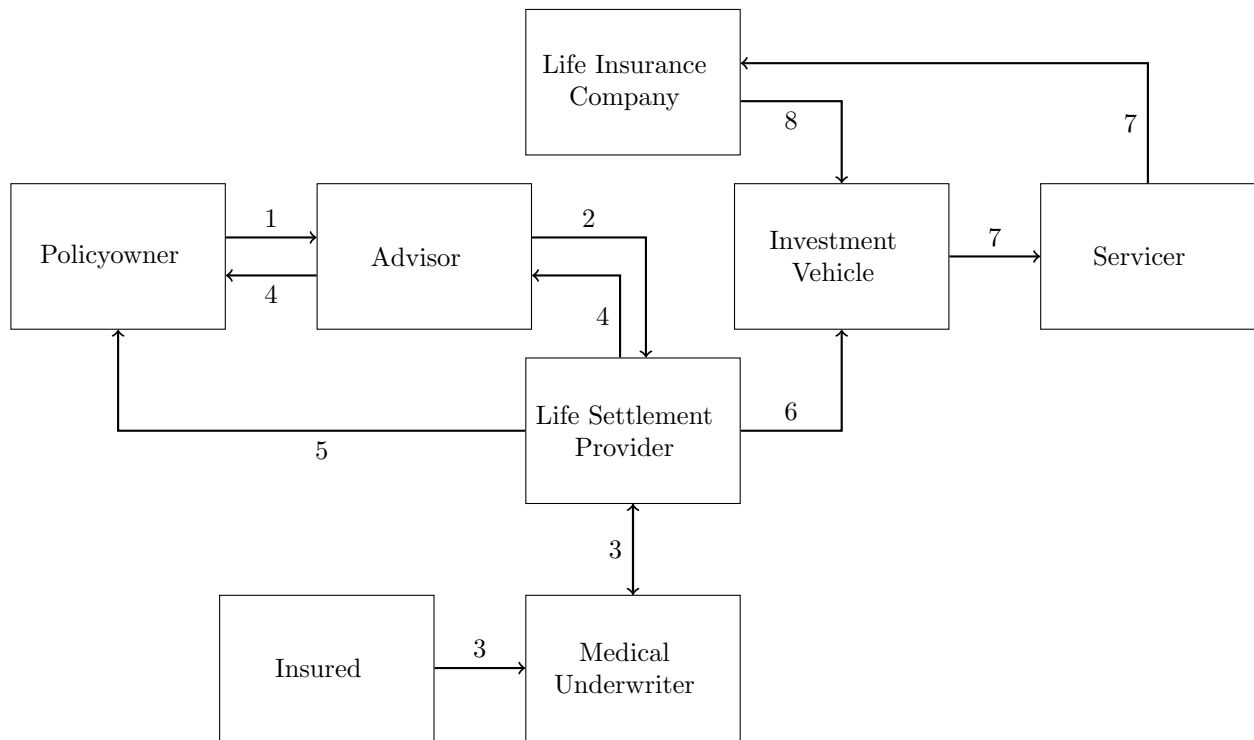 Life Insurance
Company
7
8
1
2
Policyowner
Advisor
Investment
Vehicle
7
Servicer
4
4
Life Settlement
Provider
6
5
3
Insured
3
Medical
Underwriter